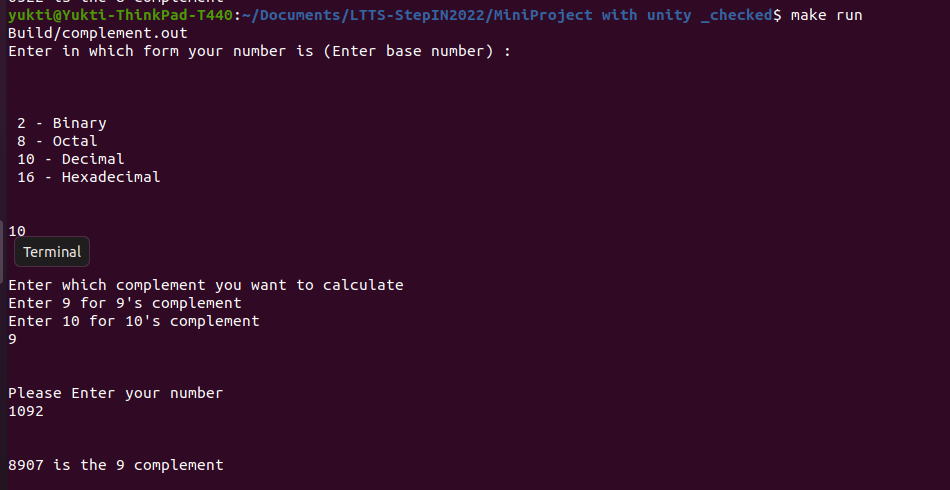 yukti@Yukti-ThinkPad-T440:~/Documents/LTTS-StepIN2022/MiniProject with unity _checked$ make run
Build/complement.out
Enter in which form your number is (Enter base number) :
2 - Binary
8 - Octal
10 - Decimal
16 - Hexadecimal
10
Terminal
Enter which complement you want to calculate
Enter 9 for 9's complement
Enter 10 for 10's complement
9
Please Enter your number
1092
8907 is the 9 complement